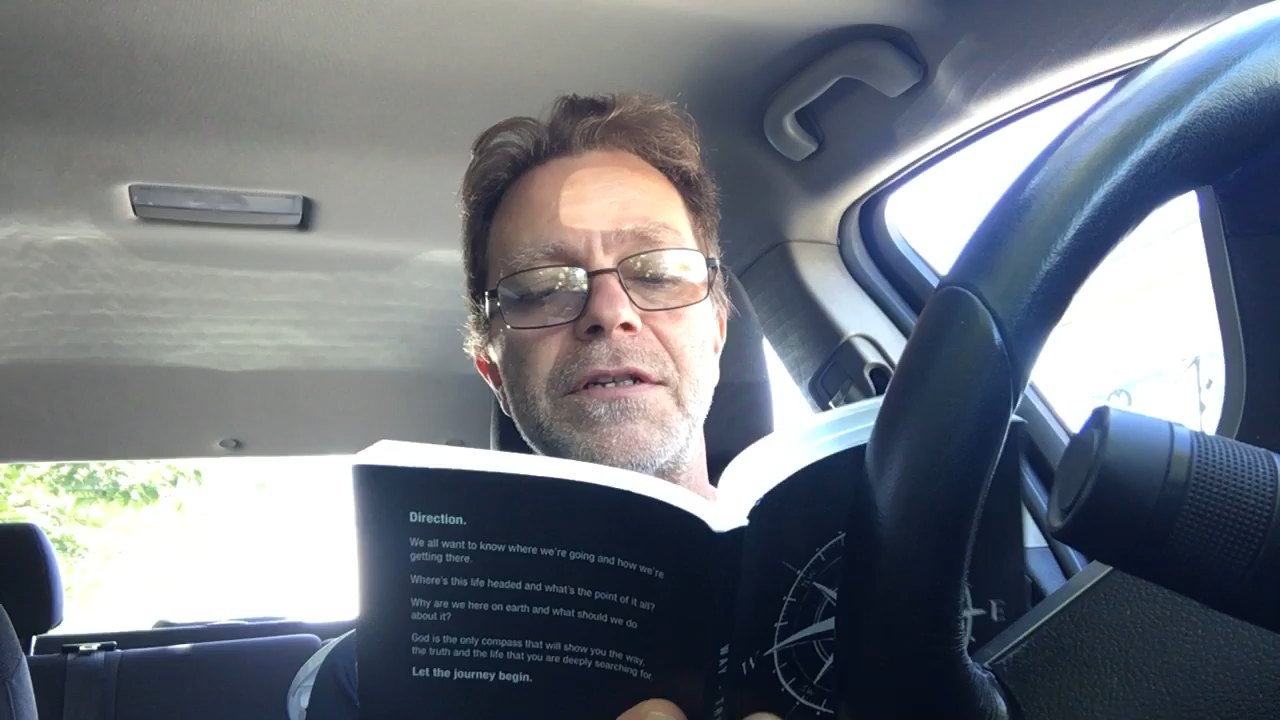 Direction.
We all want to know where we're going and how we're
getting there.
Where's this life headed and what's the point of it all?
Why are we here on earth and what should we do
about it?
God is the only compass that will show you the way,
the truth and the life that you are deeply searching for.
Let the journey begin.
W
E